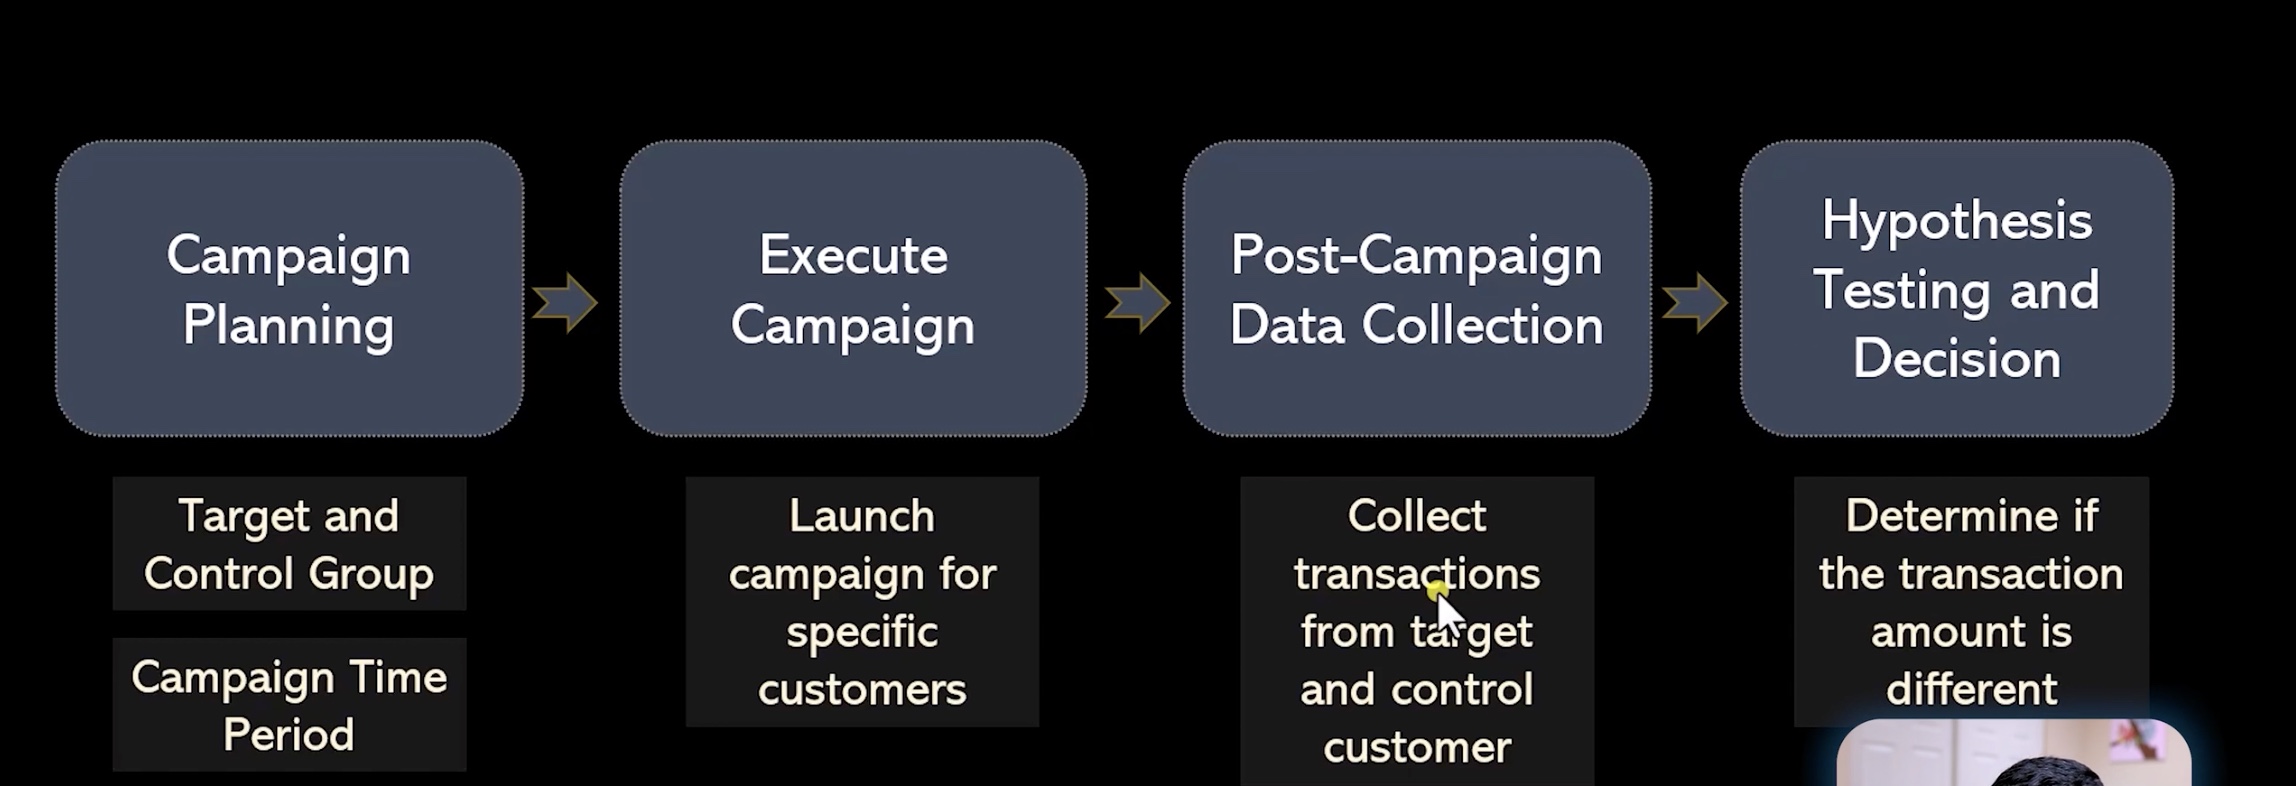 Campaign
Planning
Execute
Campaign
Post-Campaign
Data Collection
Hypothesis
Testing and
Decision
Target and
Control Group
Campaign Time
Period
Launch
campaign for
specific
customers
Collect
transactions
from target
and control
customer
Determine if
the transaction
amount is
different